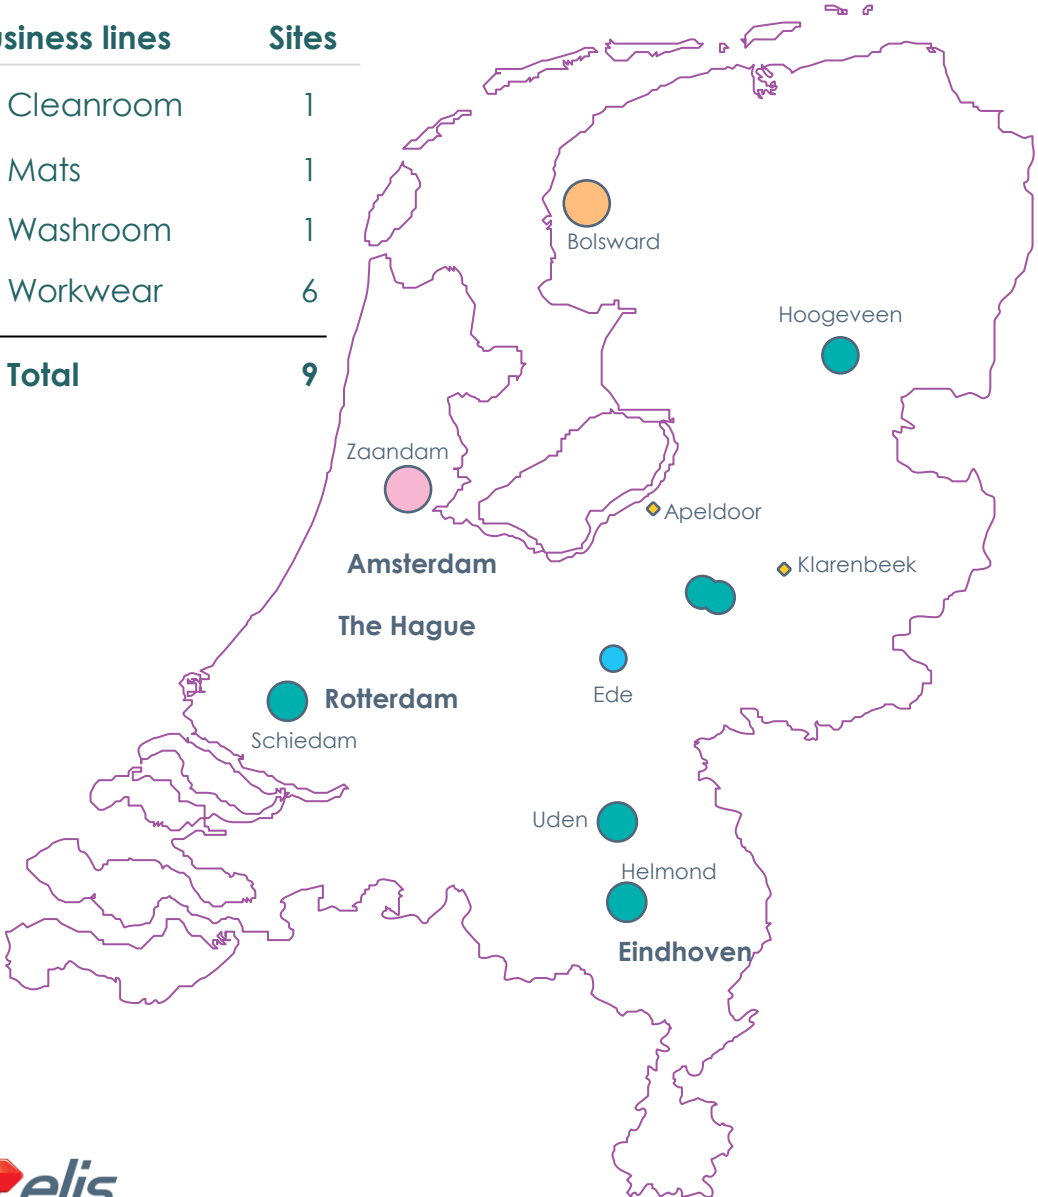 usiness lines Sites
Cleanroom 1
Mats 1
Washroom 1
Workwear 6
Total 9
Bolsward
Hoogeveen
Zaandam
Apeldoor
Klarenbeek
Amsterdam
The Hague
Ede
Rotterdam
Schiedam
Uden
Helmond
Eindhoven
elis